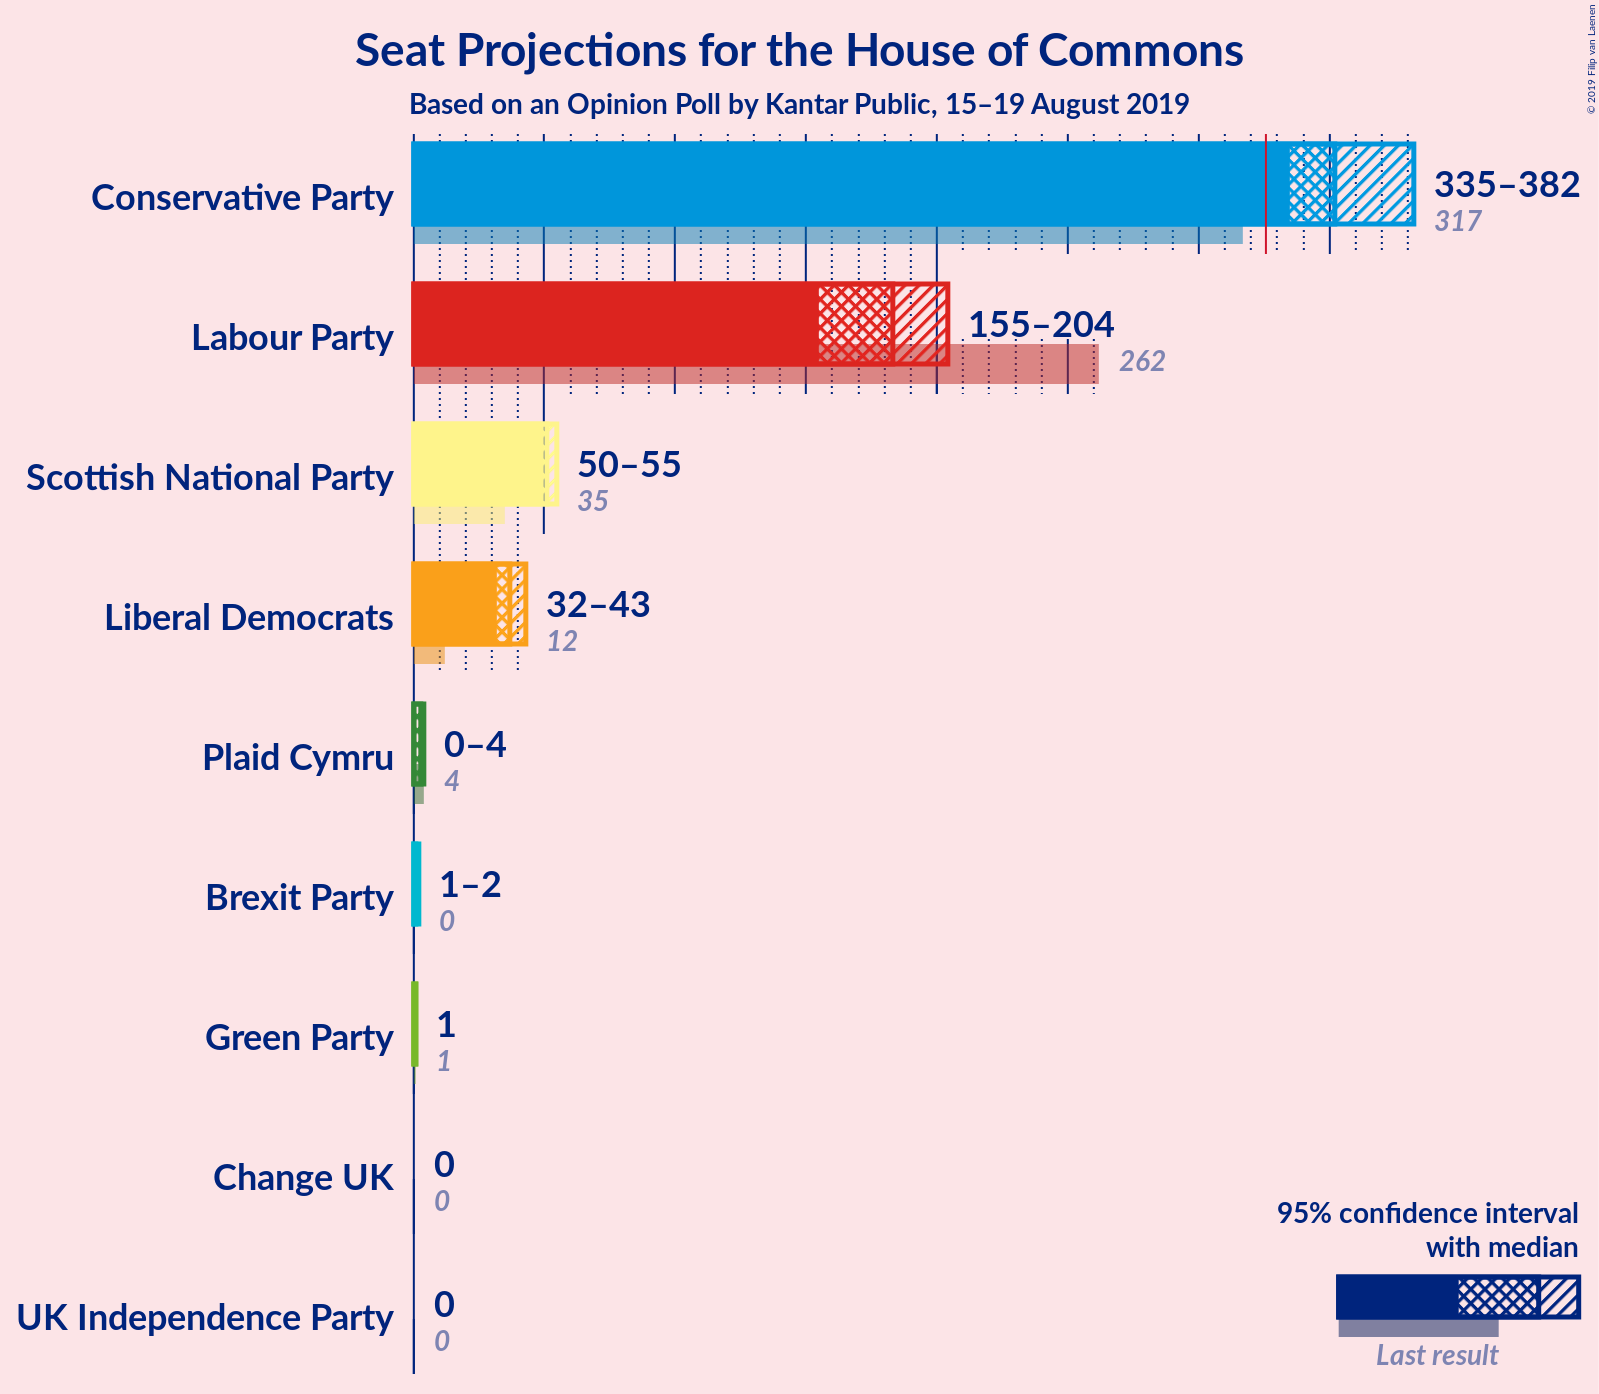 Seat Projections for the House of Commons
Based on an Opinion Poll by Kantar Public, 15–19 August 2019
© 2019 Filip van Laenen
Conservative Party
335–382
317
Labour Party
155–204
262
Scottish National Party
50–55
35
Liberal Democrats
32–43
12
Plaid Cymru
0–4
4
Brexit Party
1–2
0
Green Party
1
1
Change UK
0
0
UK Independence Party
0
0
95% confidence interval
with median
Last result